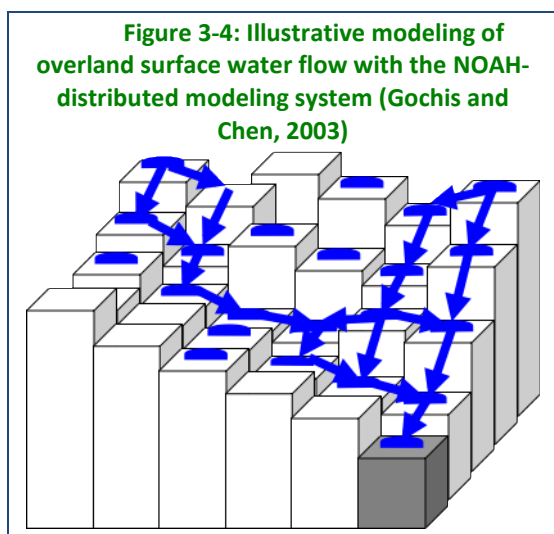 Figure 3-4: Illustrative modeling of
overland surface water flow with the NOAH-
distributed modeling system (Gochis and
Chen, 2003)